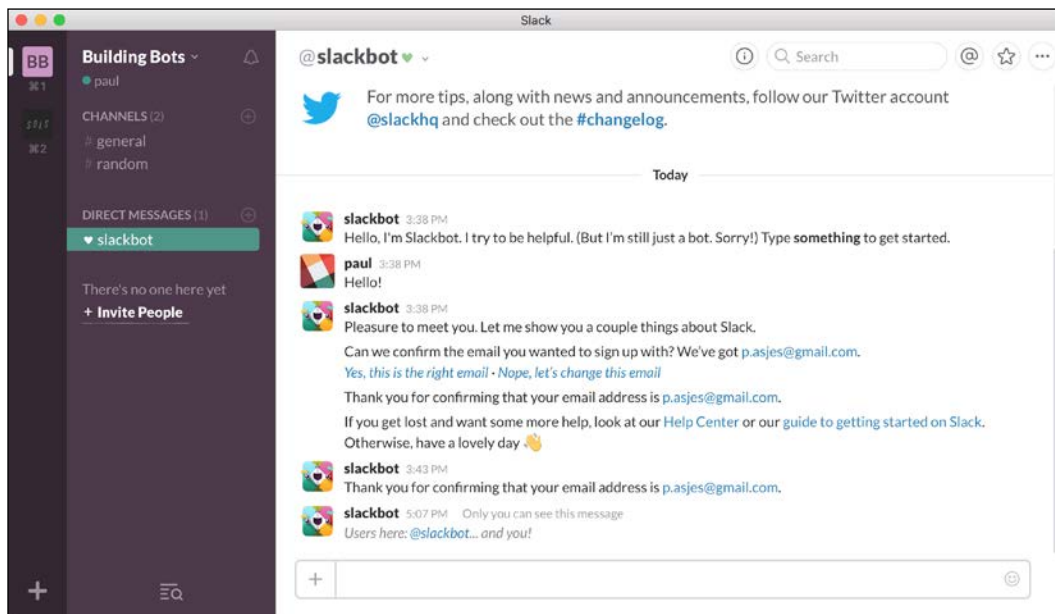 Slack
BB
⌘1
⌘2
Building Bots
paul
CHANNELS (2)
# general
# random
DIRECT MESSAGES (1)
♥ slackbot
There's no one here yet
+ Invite People
@slackbot
Search
For more tips, along with news and announcements, follow our Twitter account
@slackhq and check out the #changelog.
Today
slackbot 3:38 PM
Hello, I'm Slackbot. I try to be helpful. (But I'm still just a bot. Sorry!) Type something to get started.
paul 3:38 PM
Hello!
slackbot 3:38 PM
Pleasure to meet you. Let me show you a couple things about Slack.
Can we confirm the email you wanted to sign up with? We've got p.asjes@gmail.com.
Yes, this is the right email · Nope, let's change this email
Thank you for confirming that your email address is p.asjes@gmail.com.
If you get lost and want some more help, look at our Help Center or our guide to getting started on Slack.
Otherwise, have a lovely day 👋
slackbot 3:43 PM
Thank you for confirming that your email address is p.asjes@gmail.com.
slackbot 5:07 PM Only you can see this message
Users here: @slackbot... and you!